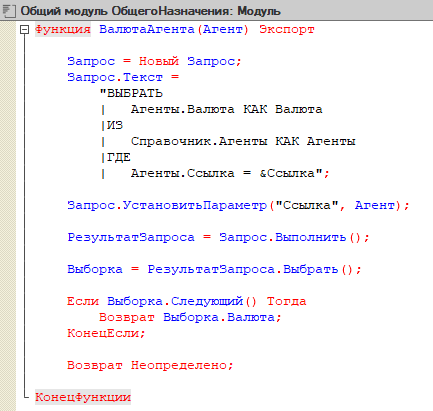 Общий модуль ОбщегоНазначения: Модуль
Функция ВалютаАгента(Агент) Экспорт
Запрос = Новый Запрос;
Запрос.Текст =
"ВЫБРАТЬ
|    Агенты.Валюта КАК Валюта
|ИЗ
|    Справочник.Агенты КАК Агенты
|ГДЕ
|    Агенты.Ссылка = &Ссылка";
Запрос.УстановитьПараметр("Ссылка", Агент);
РезультатЗапроса = Запрос.Выполнить();
Выборка = РезультатЗапроса.Выбрать();
Если Выборка.Следующий() Тогда
Возврат Выборка.Валюта;
КонецЕсли;
Возврат Неопределено;
КонецФункции